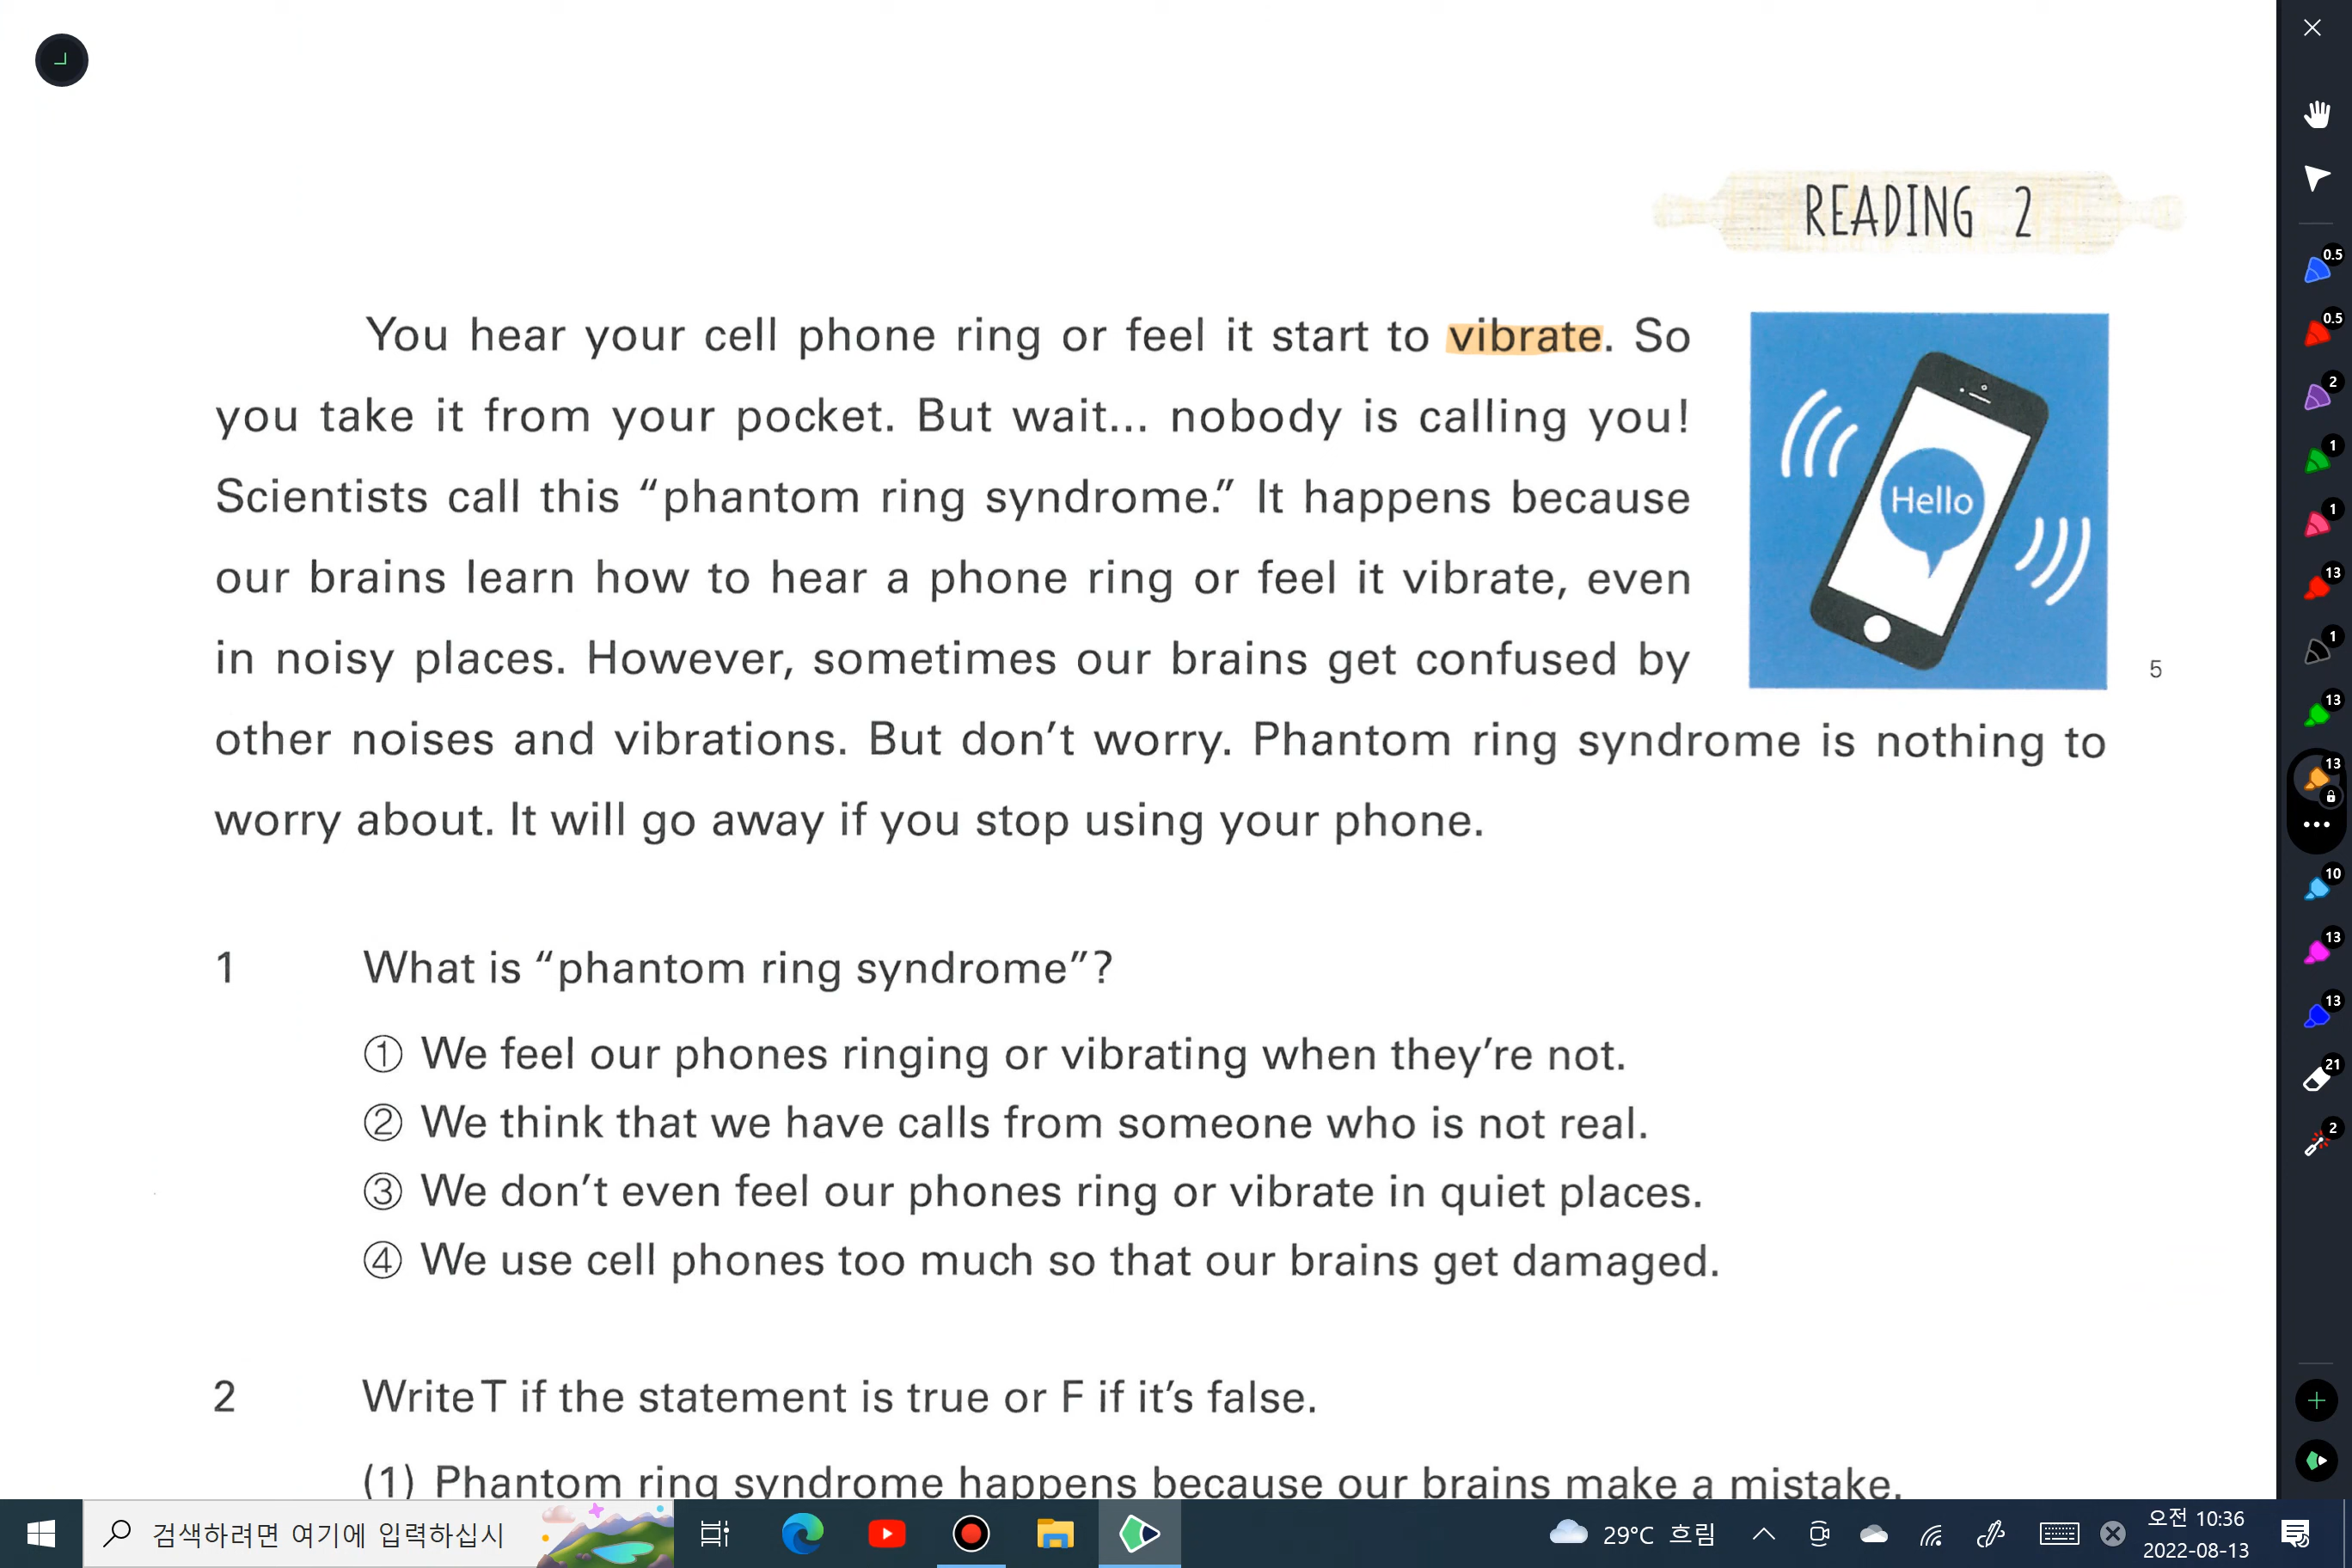 READING 2
You hear your cell phone ring or feel it start to vibrate. So
you take it from your pocket. But wait... nobody is calling you!
Scientists call this “phantom ring syndrome.” It happens because
our brains learn how to hear a phone ring or feel it vibrate, even
in noisy places. However, sometimes our brains get confused by
other noises and vibrations. But don’t worry. Phantom ring syndrome is nothing to
worry about. It will go away if you stop using your phone.
Hello
5
1 What is “phantom ring syndrome”?
① We feel our phones ringing or vibrating when they’re not.
② We think that we have calls from someone who is not real.
③ We don’t even feel our phones ring or vibrate in quiet places.
④ We use cell phones too much so that our brains get damaged.
2 Write T if the statement is true or F if it’s false.
(1) Phantom ring syndrome happens because our brains make a mistake.
0.5
0.5
2
1
1
13
1
13
13
10
13
13
21
2
검색하려면 여기에 입력하십시
29°C 흐림
오전 10:36
2022-08-13